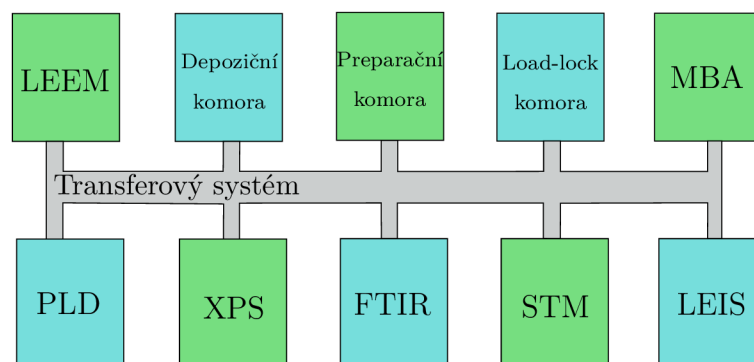 LEEM
Depoziční
komora
Preparační
komora
Load-lock
komora
MBA
Transferový systém
PLD
XPS
FTIR
STM
LEIS